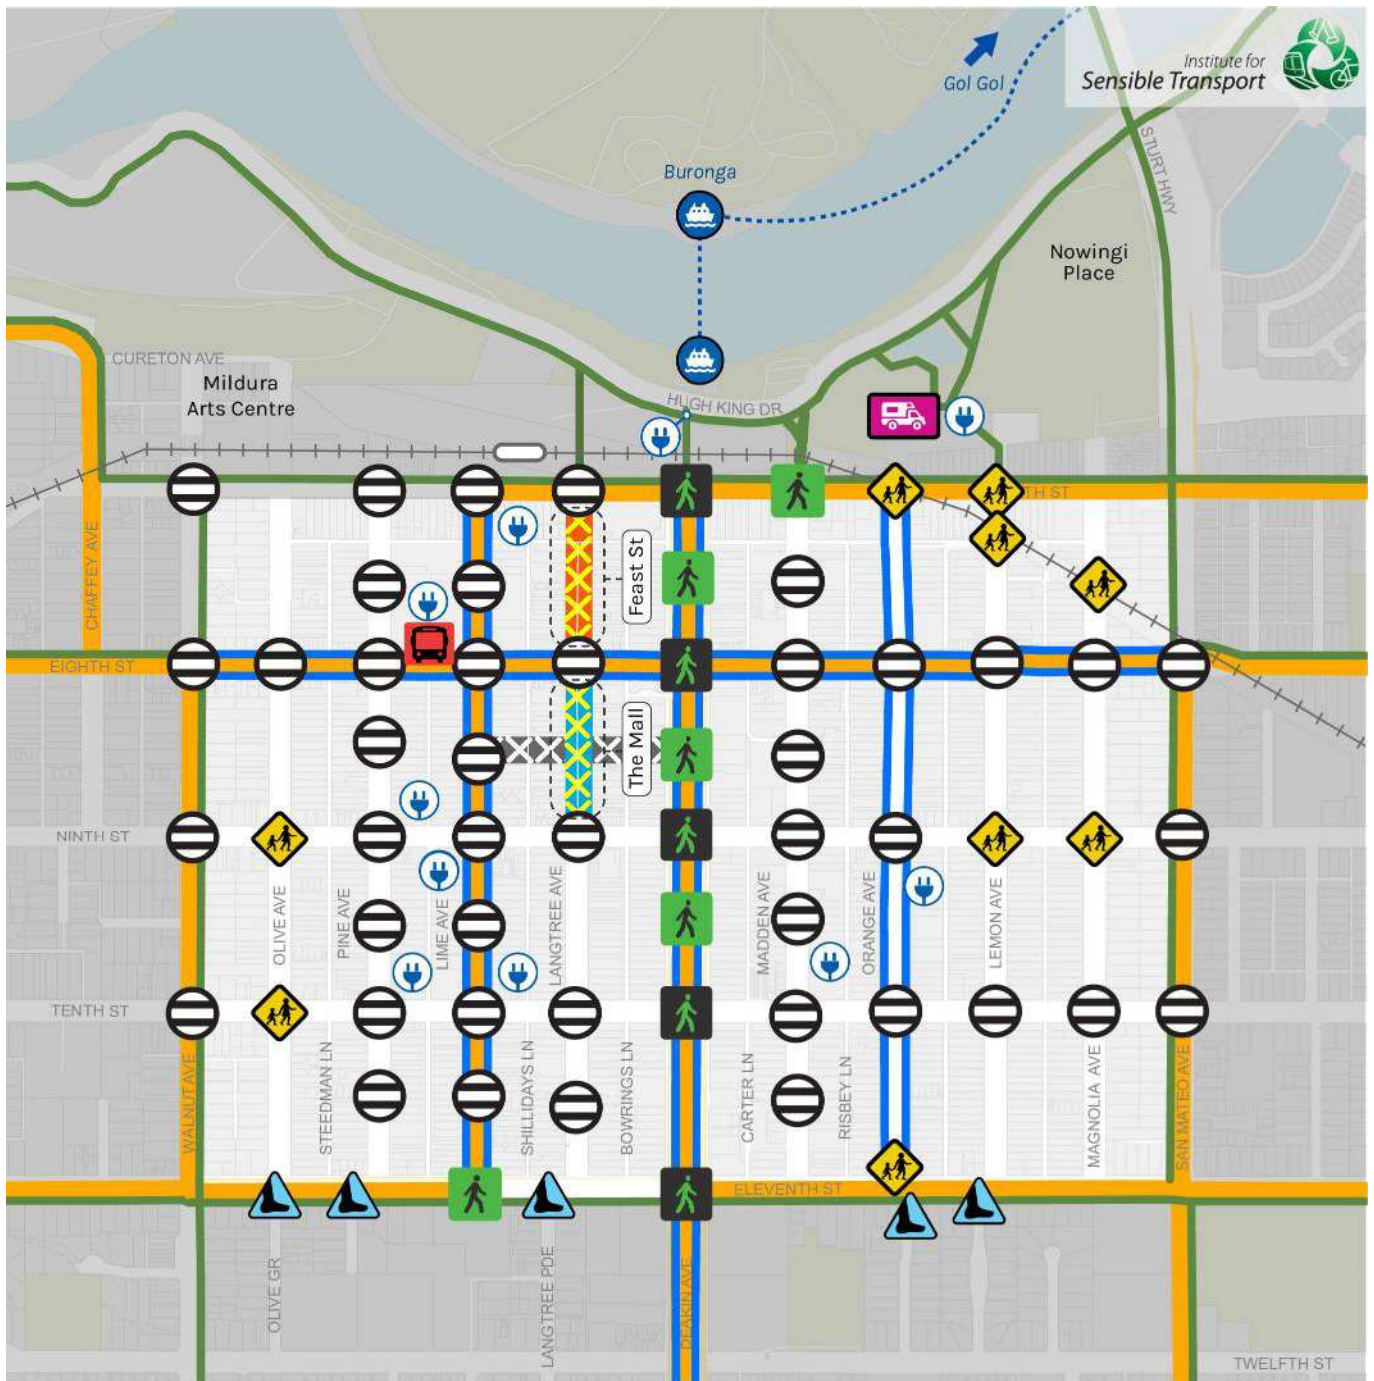 Institute for
Sensible Transport
Gol Gol
Buronga
STURT HWY
Nowingi
Place
CURETON AVE
Mildura
Arts Centre
HUGH KING DR
TH ST
CHAFFEY AVE
Feast St
EIGHTH ST
The Mall
NINTH ST
OLIVE AVE
PINE AVE
LIME AVE
LANGTREE AVE
MADDEN AVE
ORANGE AVE
LEMON AVE
TENTH ST
WALNUT AVE
STEEDMAN LN
SHILLIDAYS LN
BOWRINGS LN
CARTER LN
RISBEY LN
MAGNOLIA AVE
SAN MATEO AVE
ELEVENTH ST
OLIVE GR
LANGTREE PDE
DEAKIN AVE
TWELFTH ST